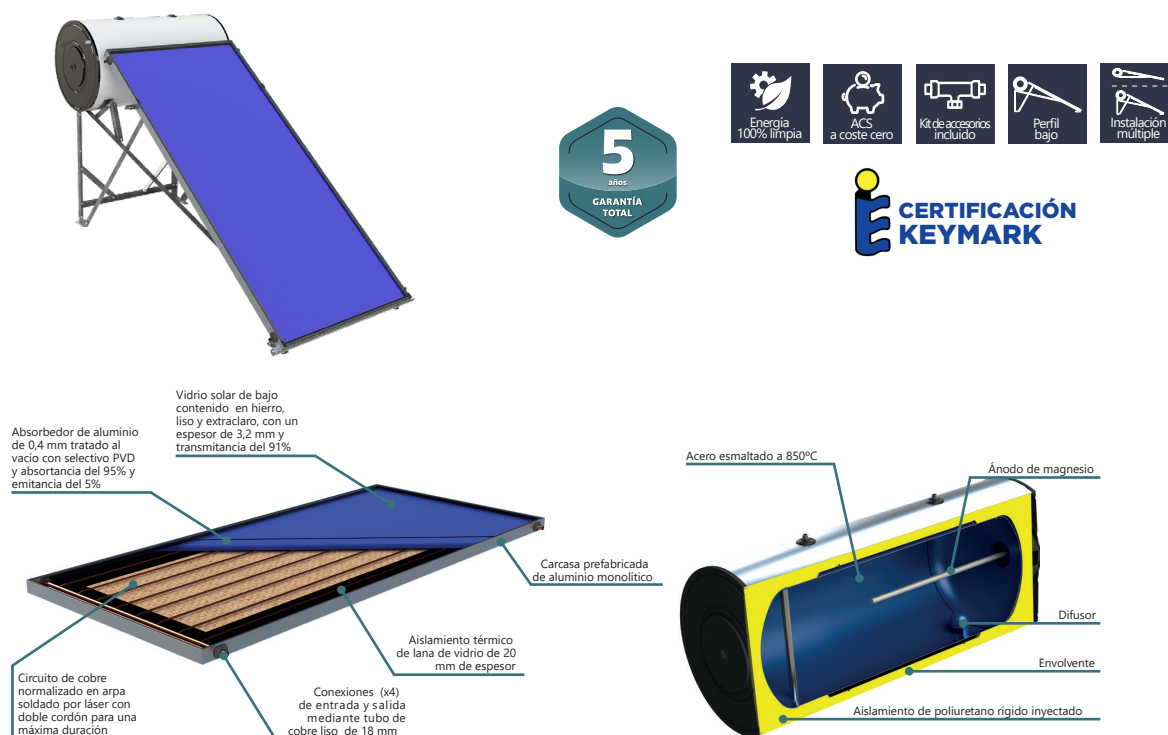 5
años
GARANTÍA
TOTAL
Energía
100% limpia
ACS
a coste cero
Kit de accesorios
incluido
Perfil
bajo
Instalación
múltiple
CERTIFICACIÓN
KEYMARK
Vidrio solar de bajo
contenido en hierro,
liso y extraclaro, con un
espesor de 3,2 mm y
transmitancia del 91%
Absorbedor de aluminio
de 0,4 mm tratado al
vacío con selectivo PVD
y absortancia del 95% y
emitancia del 5%
Carcasa prefabricada
de aluminio monolítico
Aislamiento térmico
de lana de vidrio de 20
mm de espesor
Circuito de cobre
normalizado en arpa
soldado por láser con
doble cordón para una
máxima duración
Conexiones (x4)
de entrada y salida
mediante tubo de
cobre liso de 18 mm
Acero esmaltado a 850ºC
Ánodo de magnesio
Difusor
Envolvente
Aislamiento de poliuretano rígido inyectado